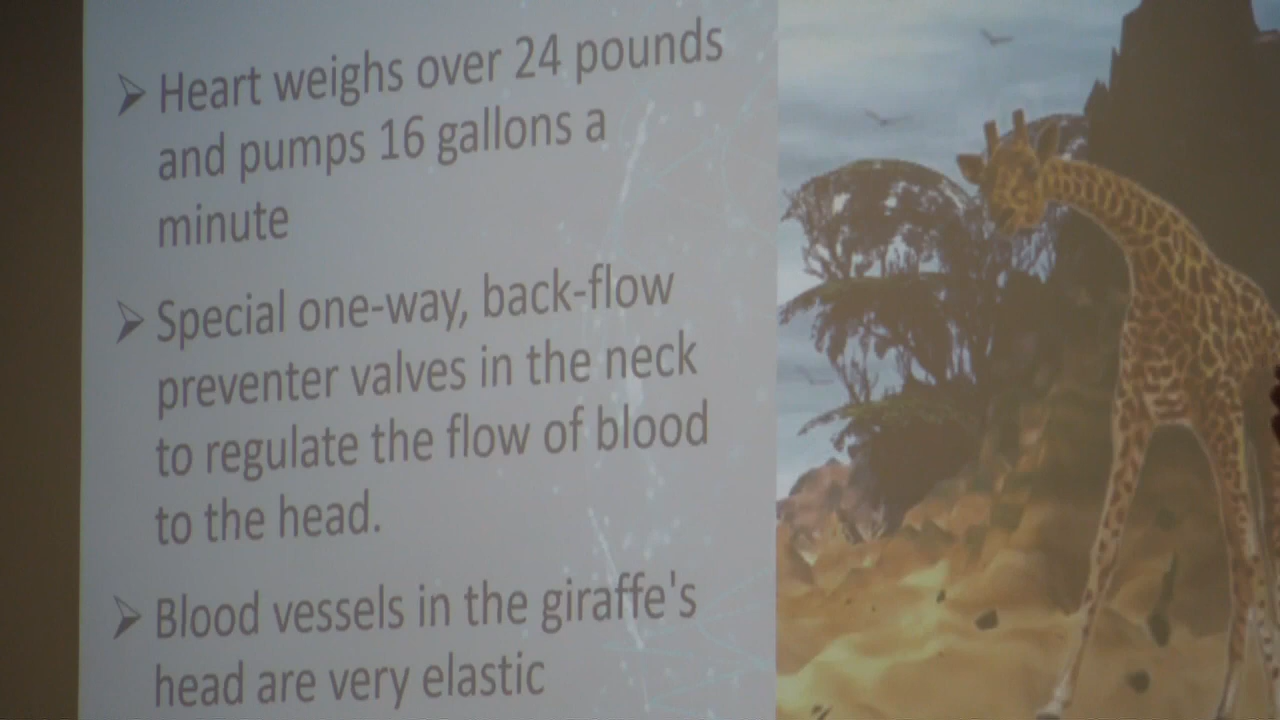 ➢ Heart weighs over 24 pounds
and pumps 16 gallons a
minute
➢ Special one-way, back-flow
preventer valves in the neck
to regulate the flow of blood
to the head.
➢ Blood vessels in the giraffe's
head are very elastic